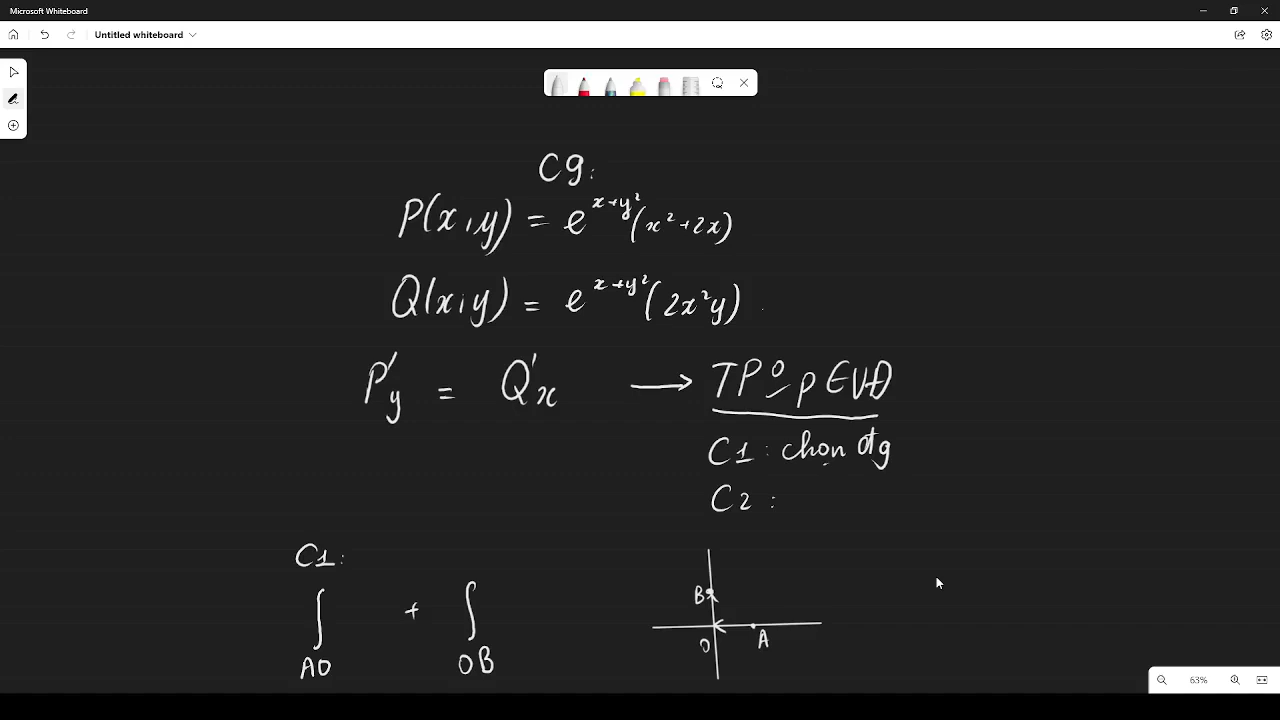 Microsoft Whiteboard
Untitled whiteboard
C9:
P(x,y) = e^{x+y²}(x²+2x)
Q(x,y) = e^{x+y²}(2x²y)
P'y = Q'x → TPº p ∈ VĐ
C1: chọn đg
C2:
C1:
∫ + ∫
AO OB
B
O A
63%